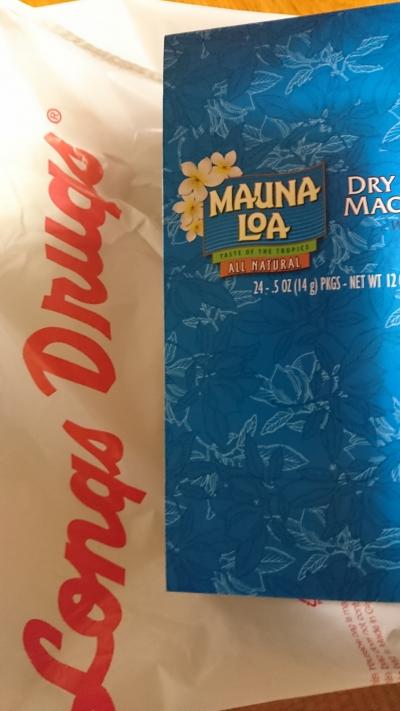 Longs Drugs®
MAUNA
LOA
TASTE OF THE TROPICS
ALL NATURAL
DRY
MAC
24 - .5 OZ (14 g) PKGS - NET WT 12